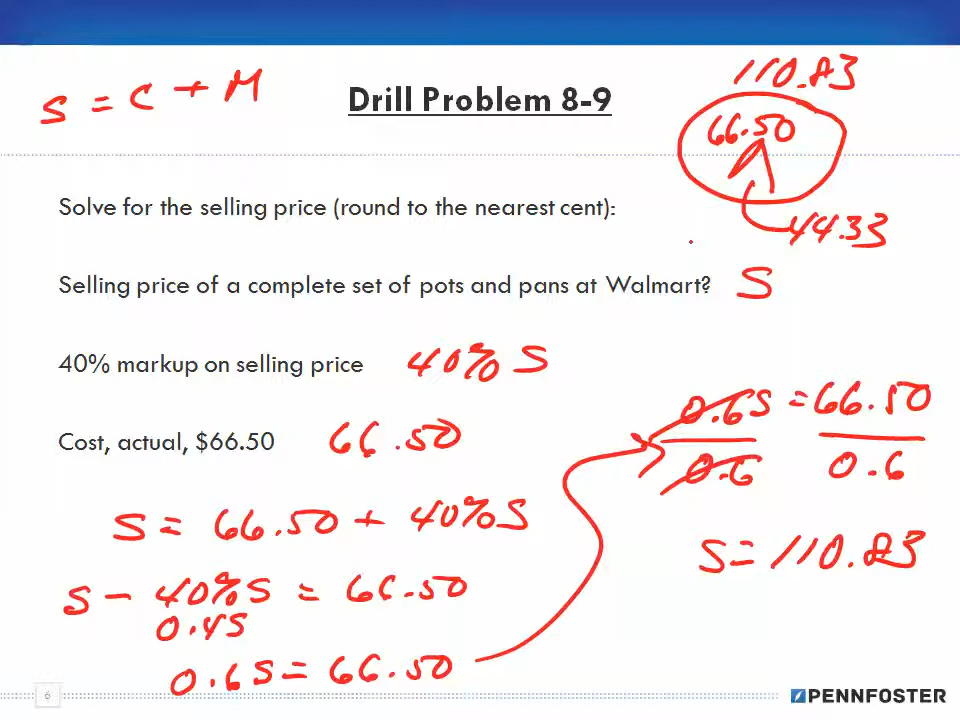 S = C + M
Drill Problem 8-9
110.83
66.50
44.33
Solve for the selling price (round to the nearest cent):
Selling price of a complete set of pots and pans at Walmart? S
40% markup on selling price 40% S
Cost, actual, $66.50 66.50
S = 66.50 + 40%S
S - 40%S = 66.50
0.4S
0.6S = 66.50
0.6S = 66.50
0.6 0.6
S = 110.83
6
PENNFOSTER